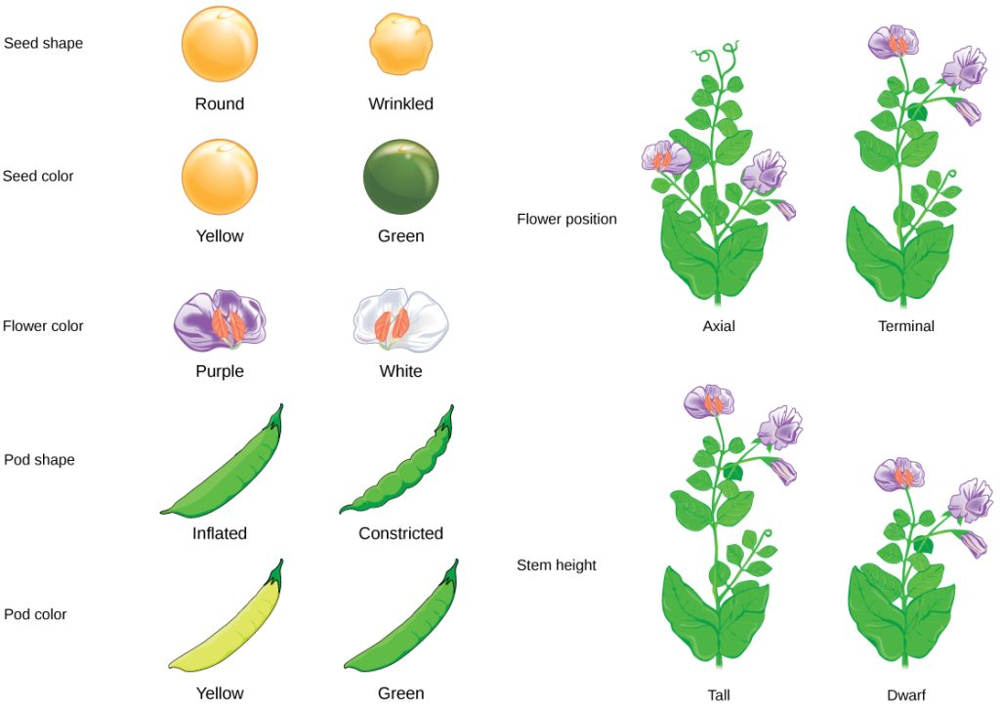 Seed shape
Round
Wrinkled
Seed color
Yellow
Green
Flower color
Purple
White
Pod shape
Inflated
Constricted
Pod color
Yellow
Green
Flower position
Axial
Terminal
Stem height
Tall
Dwarf